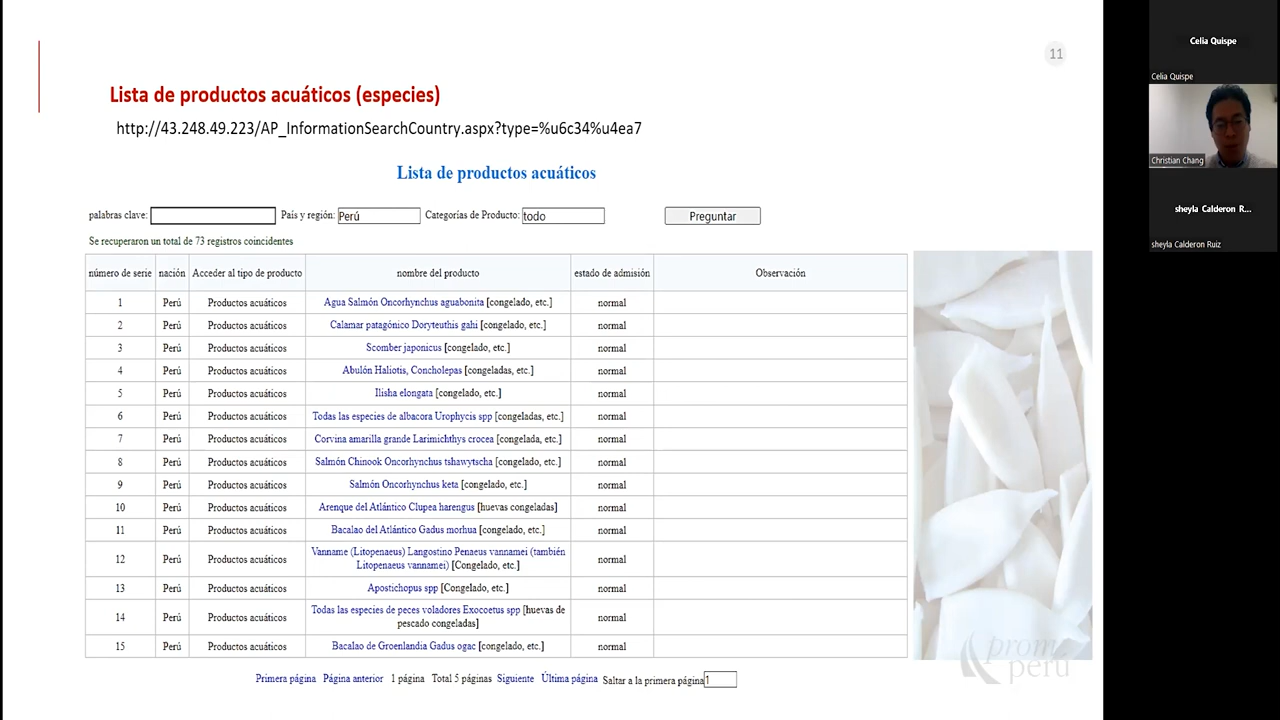 11
Lista de productos acuáticos (especies)
http://43.248.49.223/AP_InformationSearchCountry.aspx?type=%u6c34%u4ea7
Lista de productos acuáticos
palabras clave: País y región: Perú Categorías de Producto: todo Preguntar
Se recuperaron un total de 73 registros coincidentes
número de serie nación Acceder al tipo de producto nombre del producto estado de admisión Observación
1 Perú Productos acuáticos Agua Salmón Oncorhynchus aguabonita [congelado, etc.] normal
2 Perú Productos acuáticos Calamar patagónico Doryteuthis gahi [congelado, etc.] normal
3 Perú Productos acuáticos Scomber japonicus [congelado, etc.] normal
4 Perú Productos acuáticos Abulón Haliotis, Concholepas [congeladas, etc.] normal
5 Perú Productos acuáticos Ilisha elongata [congelado, etc.] normal
6 Perú Productos acuáticos Todas las especies de albacora Urophycis spp [congeladas, etc.] normal
7 Perú Productos acuáticos Corvina amarilla grande Larimichthys crocea [congelada, etc.] normal
8 Perú Productos acuáticos Salmón Chinook Oncorhynchus tshawytscha [congelado, etc.] normal
9 Perú Productos acuáticos Salmón Oncorhynchus keta [congelado, etc.] normal
10 Perú Productos acuáticos Arenque del Atlántico Clupea harengus [huevas congeladas] normal
11 Perú Productos acuáticos Bacalao del Atlántico Gadus morhua [congelado, etc.] normal
12 Perú Productos acuáticos Vanname (Litopenaeus) Langostino Penaeus vannamei (también
Litopenaeus vannamei) [Congelado, etc.] normal
13 Perú Productos acuáticos Apostichopus spp [Congelado, etc.] normal
14 Perú Productos acuáticos Todas las especies de peces voladores Exocoetus spp [huevas de
pescado congeladas] normal
15 Perú Productos acuáticos Bacalao de Groenlandia Gadus ogac [congelado, etc.] normal
Primera página Página anterior 1 página Total 5 páginas Siguiente Última página Saltar a la primera página 1
prom
perú
Celia Quispe
Celia Quispe
Christian Chang
sheyla Calderon R...
sheyla Calderon Ruiz